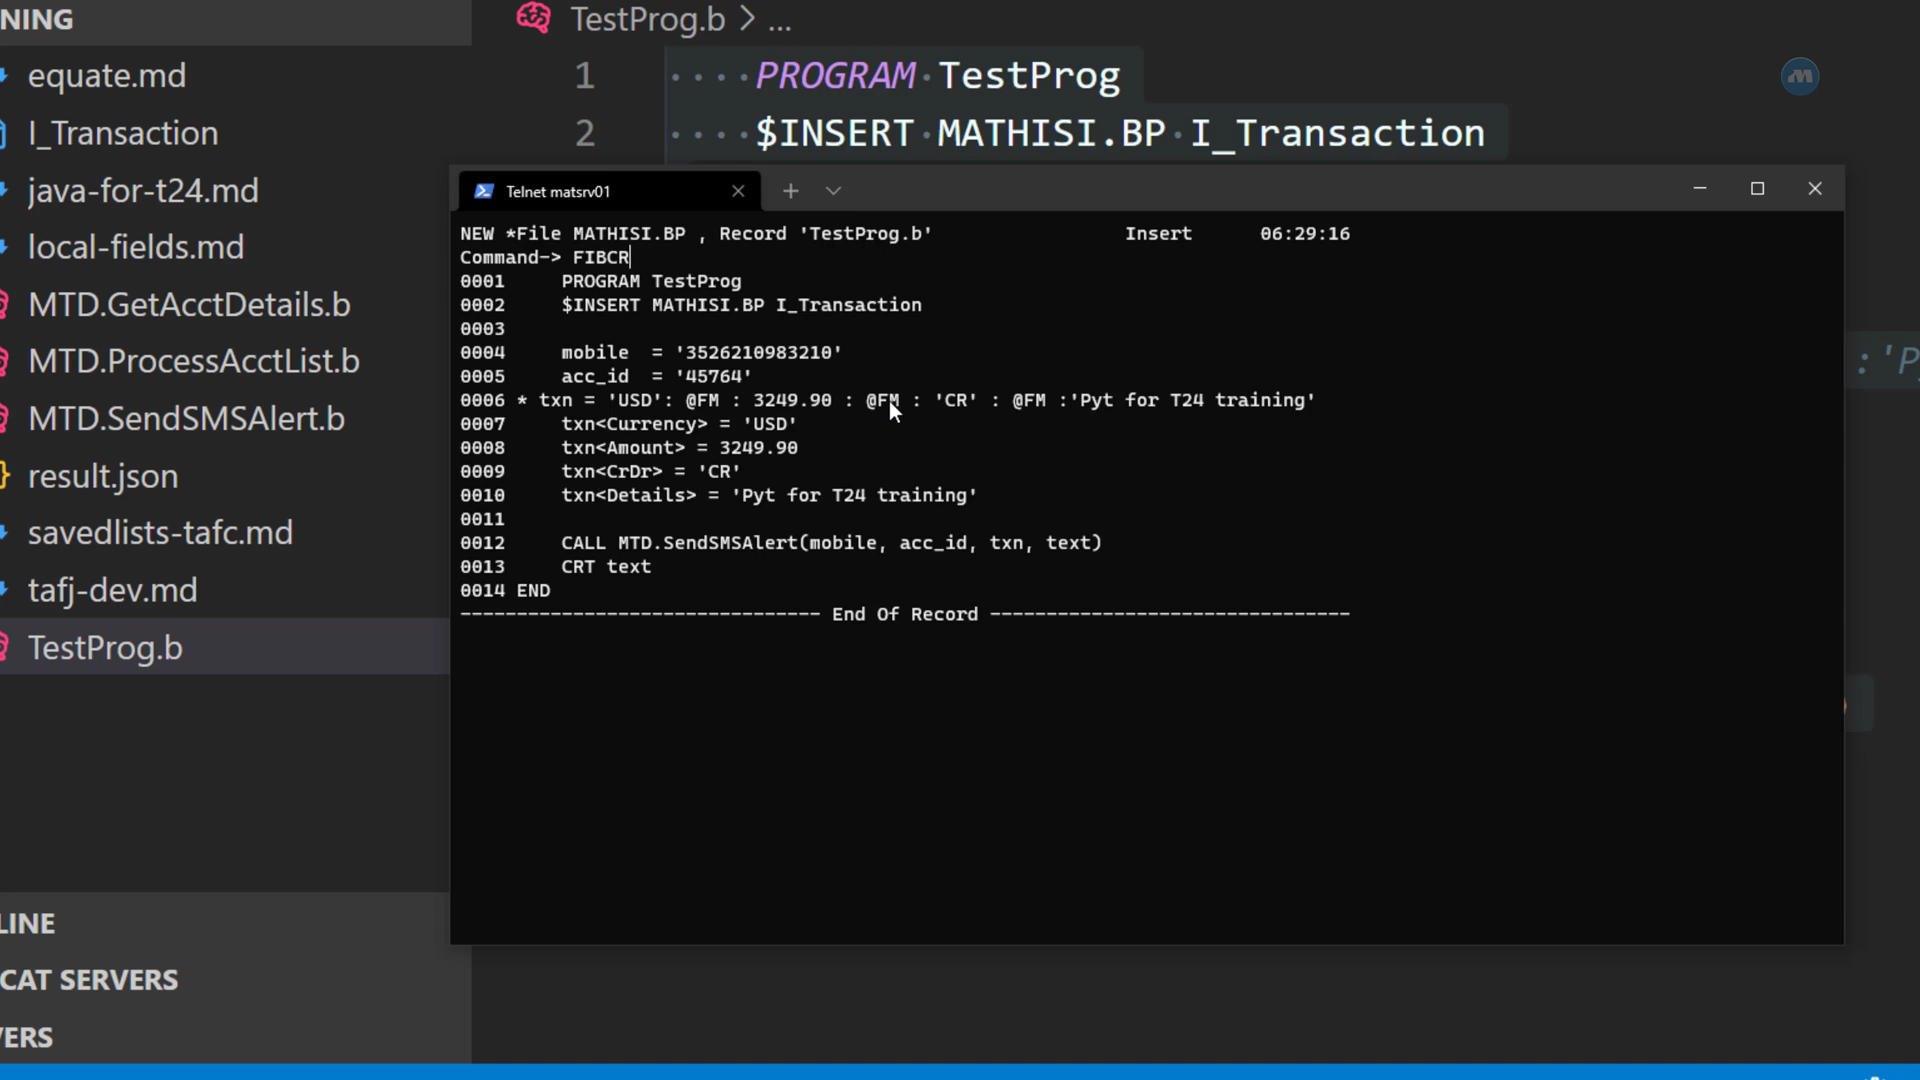 NING
equate.md
I_Transaction
java-for-t24.md
local-fields.md
MTD.GetAcctDetails.b
MTD.ProcessAcctList.b
MTD.SendSMSAlert.b
result.json
savedlists-tafc.md
tafj-dev.md
TestProg.b
LINE
CAT SERVERS
VERS
TestProg.b > ...
1 ····PROGRAM·TestProg
2 ····$INSERT·MATHISI.BP·I_Transaction
:'P
Telnet matsrv01
NEW *File MATHISI.BP , Record 'TestProg.b' Insert 06:29:16
Command-> FIBCR
0001 PROGRAM TestProg
0002 $INSERT MATHISI.BP I_Transaction
0003
0004 mobile = '3526210983210'
0005 acc_id = '45764'
0006 * txn = 'USD': @FM : 3249.90 : @FM : 'CR' : @FM :'Pyt for T24 training'
0007 txn<Currency> = 'USD'
0008 txn<Amount> = 3249.90
0009 txn<CrDr> = 'CR'
0010 txn<Details> = 'Pyt for T24 training'
0011
0012 CALL MTD.SendSMSAlert(mobile, acc_id, txn, text)
0013 CRT text
0014 END
-------------------------------- End Of Record --------------------------------